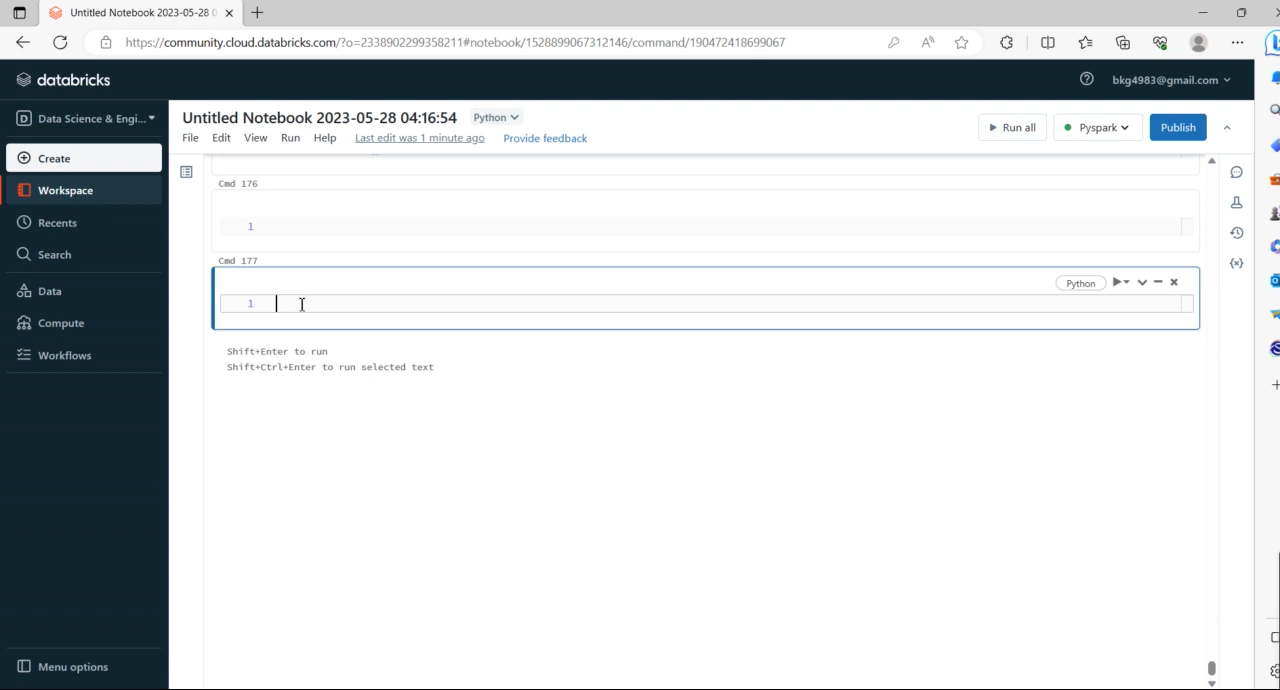 Untitled Notebook 2023-05-28 0
https://community.cloud.databricks.com/?o=2338902299358211#notebook/1528899067312146/command/190472418699067
databricks
bkg4983@gmail.com
Data Science & Engi...
Untitled Notebook 2023-05-28 04:16:54
Python
File
Edit
View
Run
Help
Last edit was 1 minute ago
Provide feedback
Run all
Pyspark
Publish
Create
Workspace
Recents
Search
Data
Compute
Workflows
Menu options
Cmd 176
1
Cmd 177
Python
1
Shift+Enter to run
Shift+Ctrl+Enter to run selected text